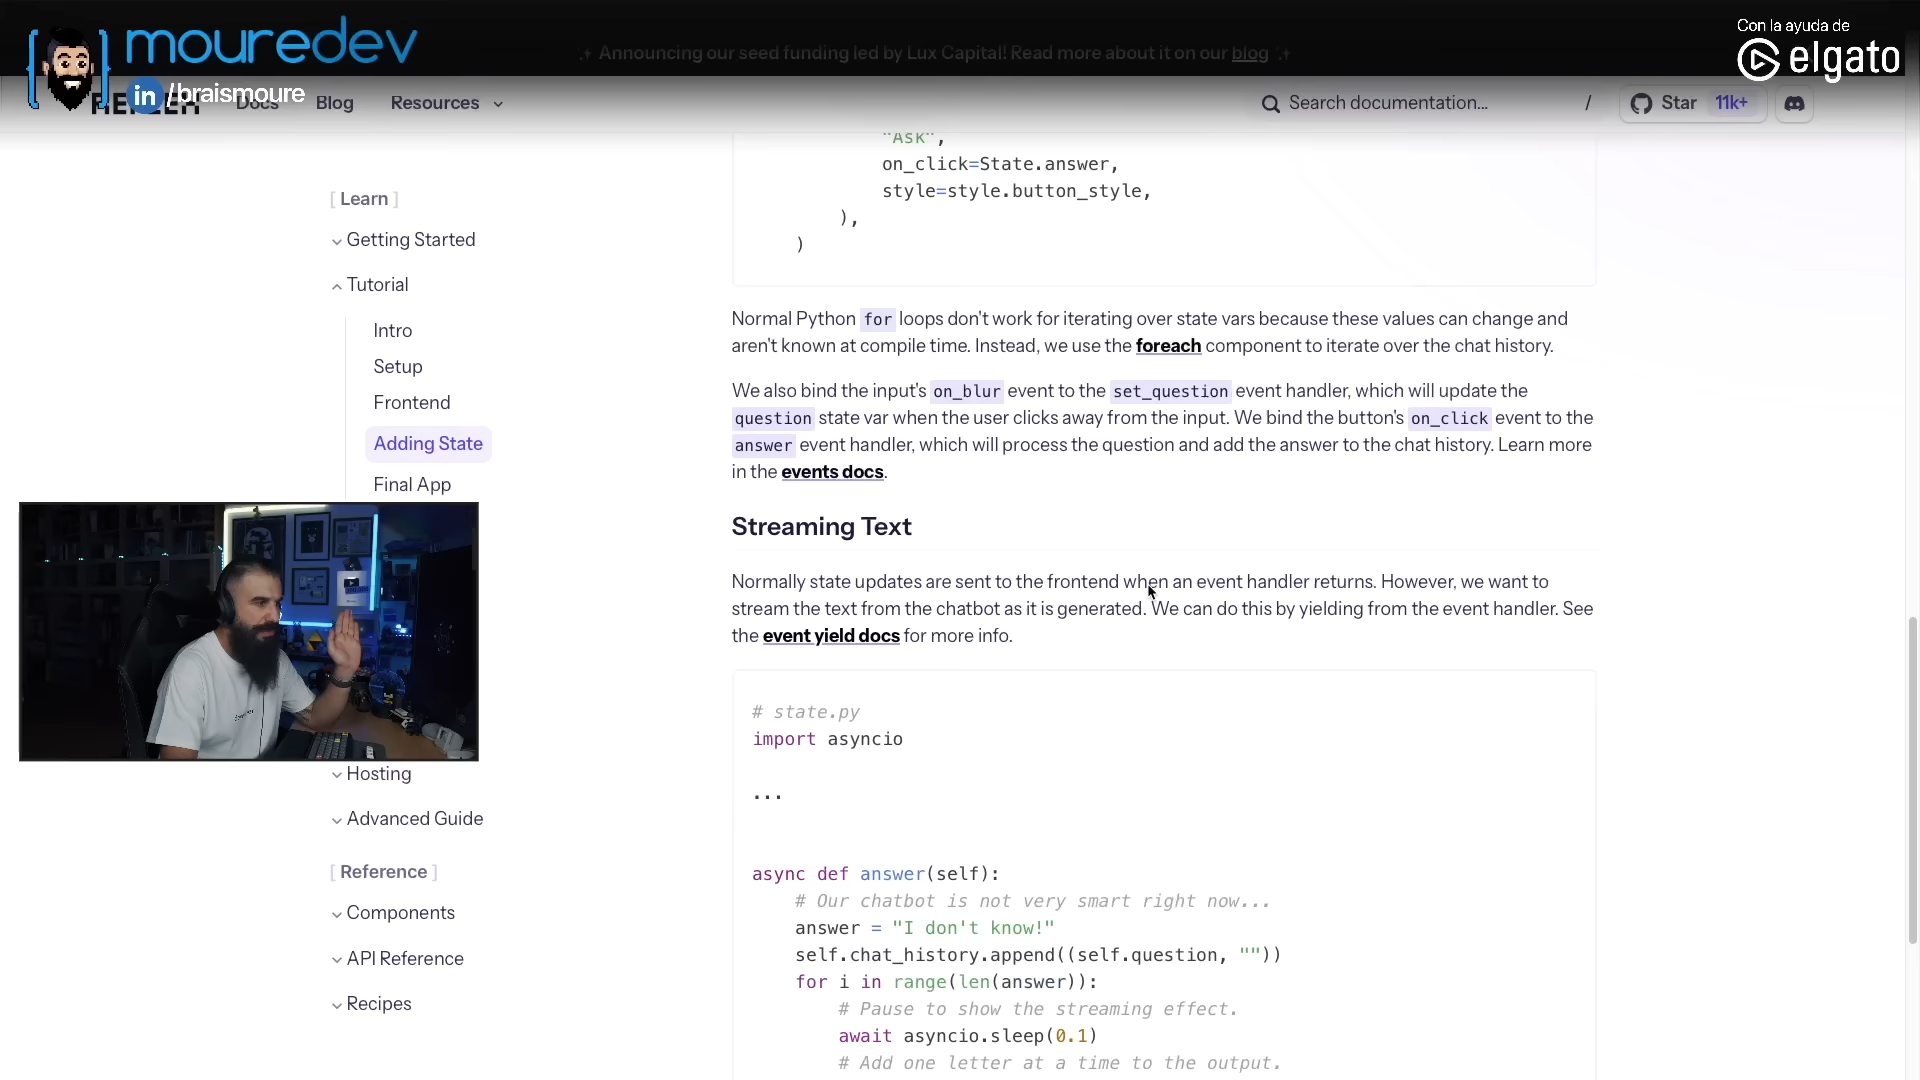 mouredev
/braismoure
Con la ayuda de
elgato
Announcing our seed funding led by Lux Capital! Read more about it on our blog
Docs
Blog
Resources
Search documentation...
/
Star
11k+
[ Learn ]
Getting Started
Tutorial
Intro
Setup
Frontend
Adding State
Final App
Hosting
Advanced Guide
[ Reference ]
Components
API Reference
Recipes
"Ask",
on_click=State.answer,
style=style.button_style,
),
)
Normal Python for loops don't work for iterating over state vars because these values can change and
aren't known at compile time. Instead, we use the foreach component to iterate over the chat history.
We also bind the input's on_blur event to the set_question event handler, which will update the
question state var when the user clicks away from the input. We bind the button's on_click event to the
answer event handler, which will process the question and add the answer to the chat history. Learn more
in the events docs.
Streaming Text
Normally state updates are sent to the frontend when an event handler returns. However, we want to
stream the text from the chatbot as it is generated. We can do this by yielding from the event handler. See
the event yield docs for more info.
# state.py
import asyncio
...
async def answer(self):
# Our chatbot is not very smart right now...
answer = "I don't know!"
self.chat_history.append((self.question, ""))
for i in range(len(answer)):
# Pause to show the streaming effect.
await asyncio.sleep(0.1)
# Add one letter at a time to the output.